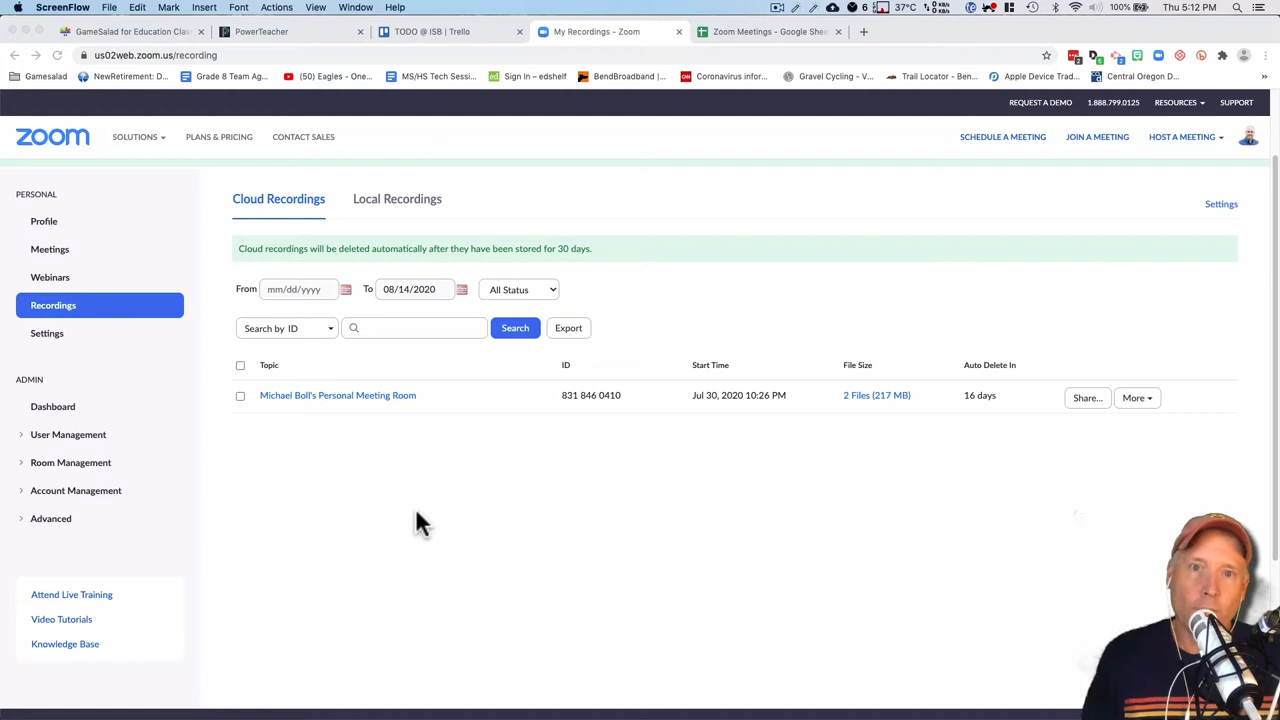 ScreenFlow File Edit Mark Insert Font Actions View Window Help 6 37°C 100% Thu 5:12 PM
GameSalad for Education Clas × PowerTeacher × TODO @ ISB | Trello × My Recordings - Zoom × Zoom Meetings - Google Shee ×
us02web.zoom.us/recording
Gamesalad NewRetirement: D... Grade 8 Team Ag... (50) Eagles - One... MS/HS Tech Sessi... Sign In – edshelf BendBroadband |... Coronavirus infor... Gravel Cycling - V... Trail Locator - Ben... Apple Device Trad... Central Oregon D...
REQUEST A DEMO 1.888.799.0125 RESOURCES SUPPORT
zoom SOLUTIONS PLANS & PRICING CONTACT SALES SCHEDULE A MEETING JOIN A MEETING HOST A MEETING
PERSONAL
Profile
Meetings
Webinars
Recordings
Settings
ADMIN
Dashboard
User Management
Room Management
Account Management
Advanced
Attend Live Training
Video Tutorials
Knowledge Base
Cloud Recordings Local Recordings Settings
Cloud recordings will be deleted automatically after they have been stored for 30 days.
From mm/dd/yyyy To 08/14/2020 All Status
Search by ID Search Export
Topic ID Start Time File Size Auto Delete In
Michael Boll's Personal Meeting Room 831 846 0410 Jul 30, 2020 10:26 PM 2 Files (217 MB) 16 days Share... More